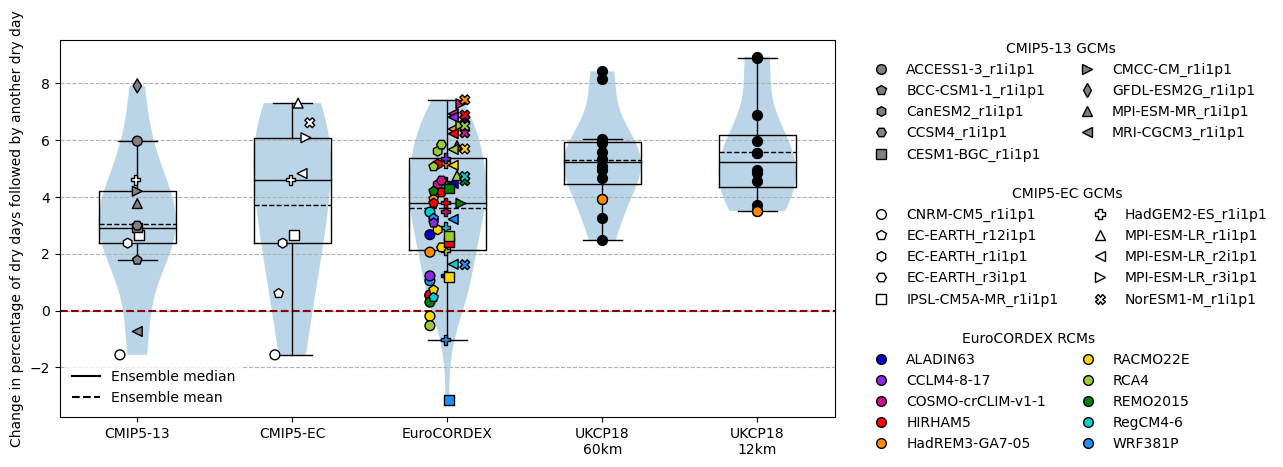 Change in percentage of dry days followed by another dry day
8
6
4
2
0
−2
Ensemble median
Ensemble mean
CMIP5-13
CMIP5-EC
EuroCORDEX
UKCP18
60km
UKCP18
12km
CMIP5-13 GCMs
ACCESS1-3_r1i1p1
BCC-CSM1-1_r1i1p1
CanESM2_r1i1p1
CCSM4_r1i1p1
CESM1-BGC_r1i1p1
CMCC-CM_r1i1p1
GFDL-ESM2G_r1i1p1
MPI-ESM-MR_r1i1p1
MRI-CGCM3_r1i1p1
CMIP5-EC GCMs
CNRM-CM5_r1i1p1
EC-EARTH_r12i1p1
EC-EARTH_r1i1p1
EC-EARTH_r3i1p1
IPSL-CM5A-MR_r1i1p1
HadGEM2-ES_r1i1p1
MPI-ESM-LR_r1i1p1
MPI-ESM-LR_r2i1p1
MPI-ESM-LR_r3i1p1
NorESM1-M_r1i1p1
EuroCORDEX RCMs
ALADIN63
CCLM4-8-17
COSMO-crCLIM-v1-1
HIRHAM5
HadREM3-GA7-05
RACMO22E
RCA4
REMO2015
RegCM4-6
WRF381P